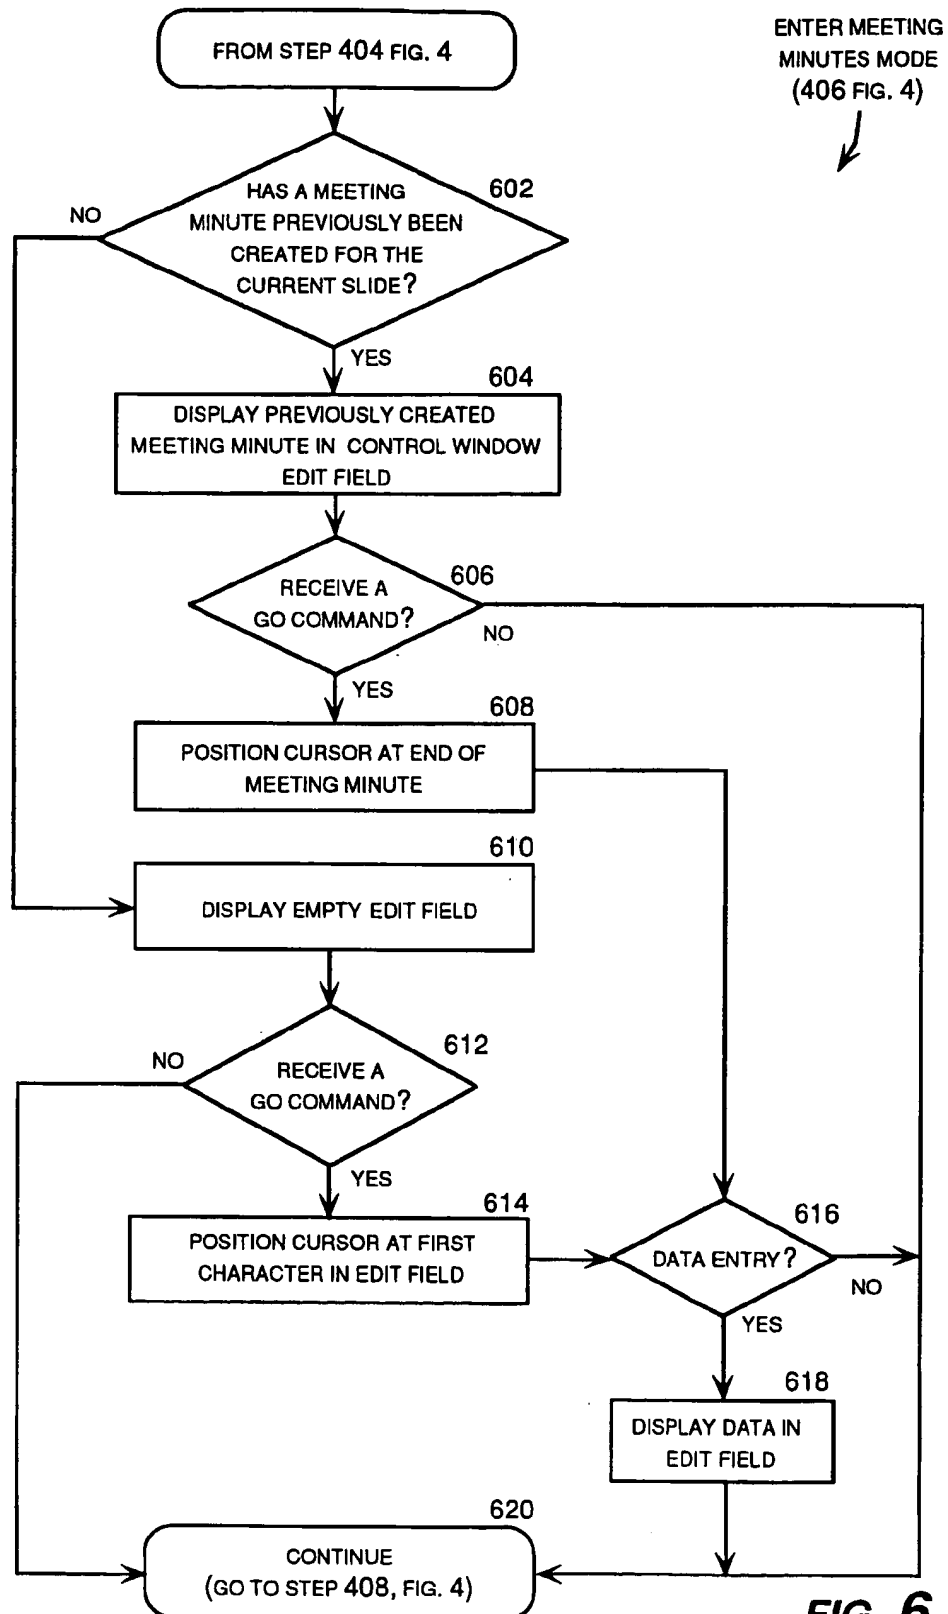 FROM STEP 404 FIG. 4
ENTER MEETING
MINUTES MODE
(406 FIG. 4)
602
HAS A MEETING
MINUTE PREVIOUSLY BEEN
CREATED FOR THE
CURRENT SLIDE?
NO
YES
604
DISPLAY PREVIOUSLY CREATED
MEETING MINUTE IN CONTROL WINDOW
EDIT FIELD
606
RECEIVE A
GO COMMAND?
NO
YES
608
POSITION CURSOR AT END OF
MEETING MINUTE
610
DISPLAY EMPTY EDIT FIELD
612
NO
RECEIVE A
GO COMMAND?
YES
614
POSITION CURSOR AT FIRST
CHARACTER IN EDIT FIELD
616
DATA ENTRY?
NO
YES
618
DISPLAY DATA IN
EDIT FIELD
620
CONTINUE
(GO TO STEP 408, FIG. 4)
FIG. 6